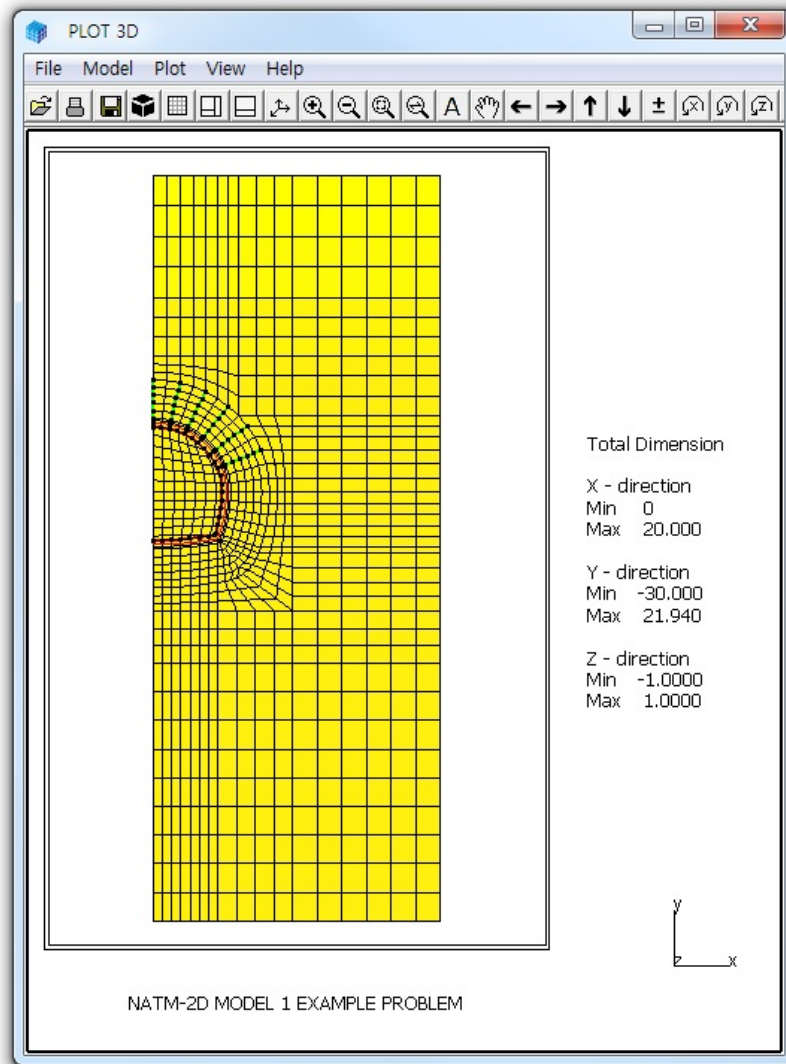 PLOT 3D
File Model Plot View Help
A ± x y z
Total Dimension
X - direction
Min 0
Max 20.000
Y - direction
Min -30.000
Max 21.940
Z - direction
Min -1.0000
Max 1.0000
y
z x
NATM-2D MODEL 1 EXAMPLE PROBLEM